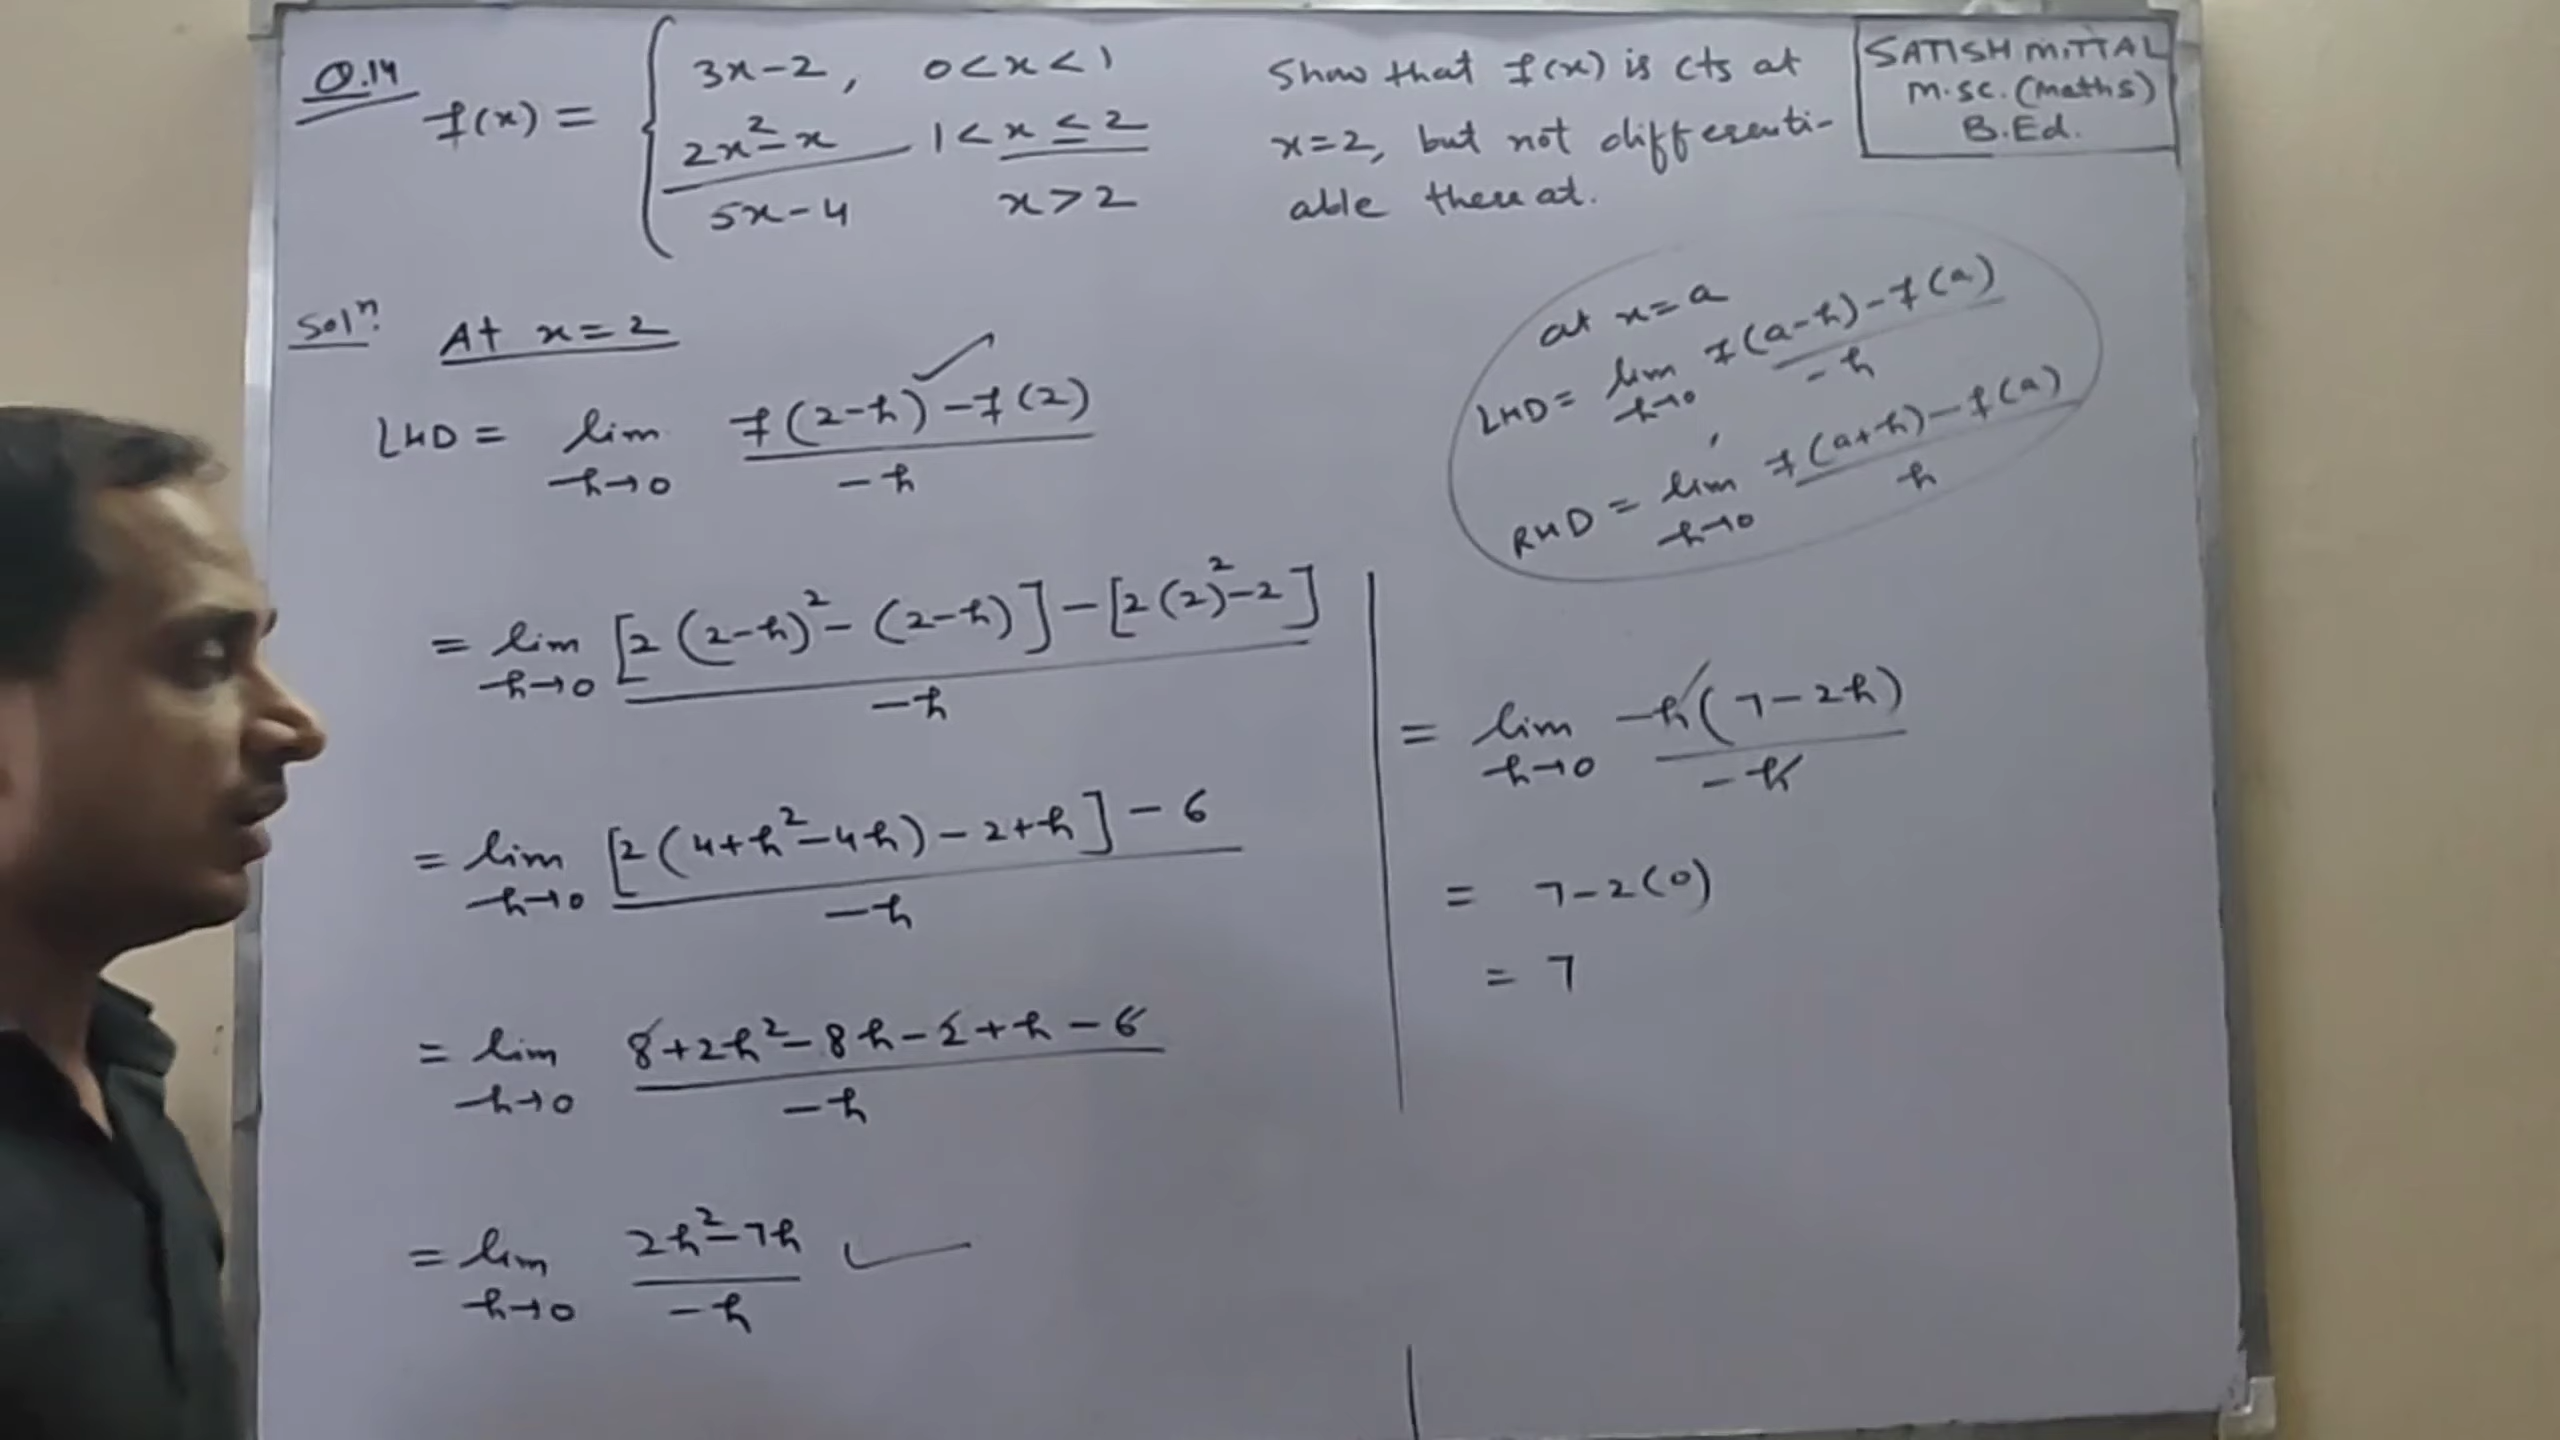 Q.14
f(x) = { 3x-2, 0<x<1
2x²-x 1<x≤2
5x-4 x>2
Show that f(x) is cts at
x=2, but not differenti-
able there at.
SATISH MITTAL
M.sc. (Maths)
B.Ed.
Solⁿ. At x=2
LHD = lim h→0 f(2-h)-f(2) / -h
= lim h→0 [2(2-h)²-(2-h)]-[2(2)²-2] / -h
= lim h→0 [2(4+h²-4h)-2+h]-6 / -h
= lim h→0 8+2h²-8h-2+h-6 / -h
= lim h→0 2h²-7h / -h
at x=a
LHD = lim h→0 f(a-h)-f(a) / -h
RHD = lim h→0 f(a+h)-f(a) / h
= lim h→0 -h(7-2h) / -h
= 7-2(0)
= 7